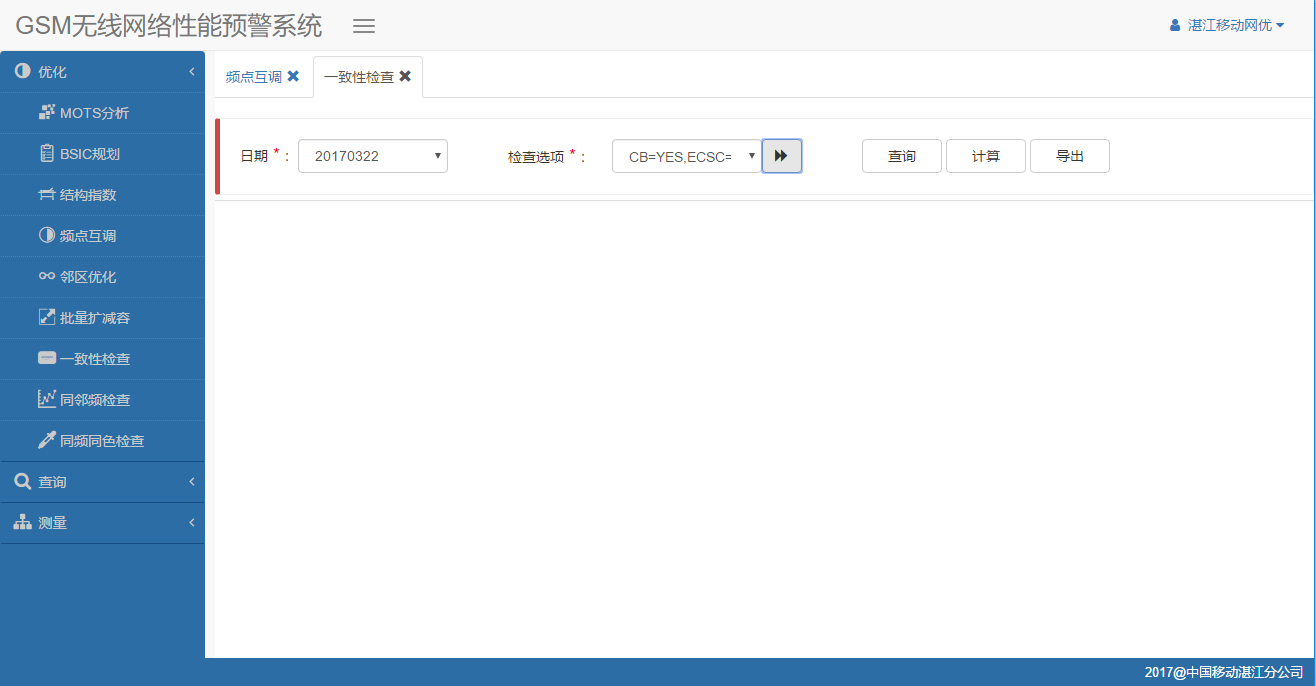 GSM无线网络性能预警系统
湛江移动网优
优化
MOTS分析
BSIC规划
结构指数
频点互调
邻区优化
批量扩减容
一致性检查
同邻频检查
同频同色检查
查询
测量
频点互调 一致性检查
日期 * : 20170322 检查选项 * : CB=YES,ECSC= 查询 计算 导出
2017@中国移动湛江分公司